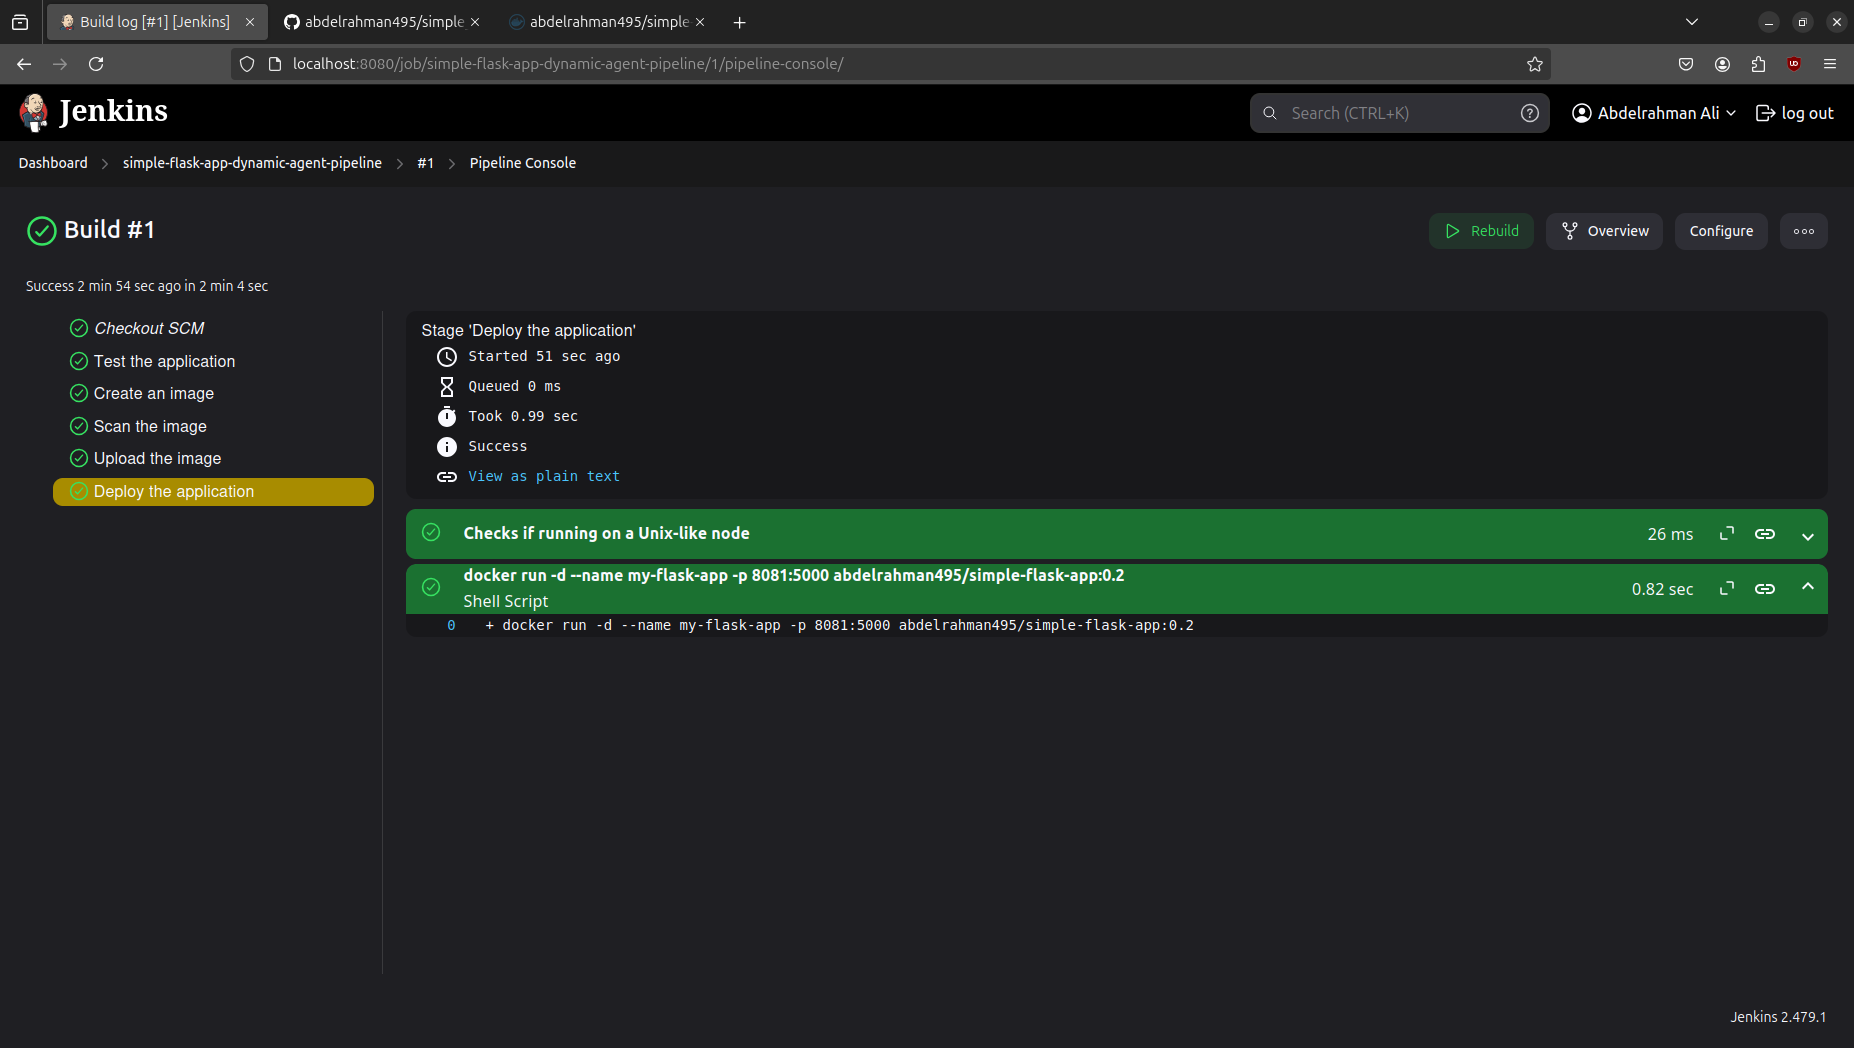 Build log [#1] [Jenkins]
abdelrahman495/simple
abdelrahman495/simple
localhost:8080/job/simple-flask-app-dynamic-agent-pipeline/1/pipeline-console/
Jenkins
Search (CTRL+K)
Abdelrahman Ali
log out
Dashboard
simple-flask-app-dynamic-agent-pipeline
#1
Pipeline Console
Build #1
Rebuild
Overview
Configure
Success 2 min 54 sec ago in 2 min 4 sec
Checkout SCM
Test the application
Create an image
Scan the image
Upload the image
Deploy the application
Stage 'Deploy the application'
Started 51 sec ago
Queued 0 ms
Took 0.99 sec
Success
View as plain text
Checks if running on a Unix-like node
26 ms
docker run -d --name my-flask-app -p 8081:5000 abdelrahman495/simple-flask-app:0.2
Shell Script
0.82 sec
0 + docker run -d --name my-flask-app -p 8081:5000 abdelrahman495/simple-flask-app:0.2
Jenkins 2.479.1